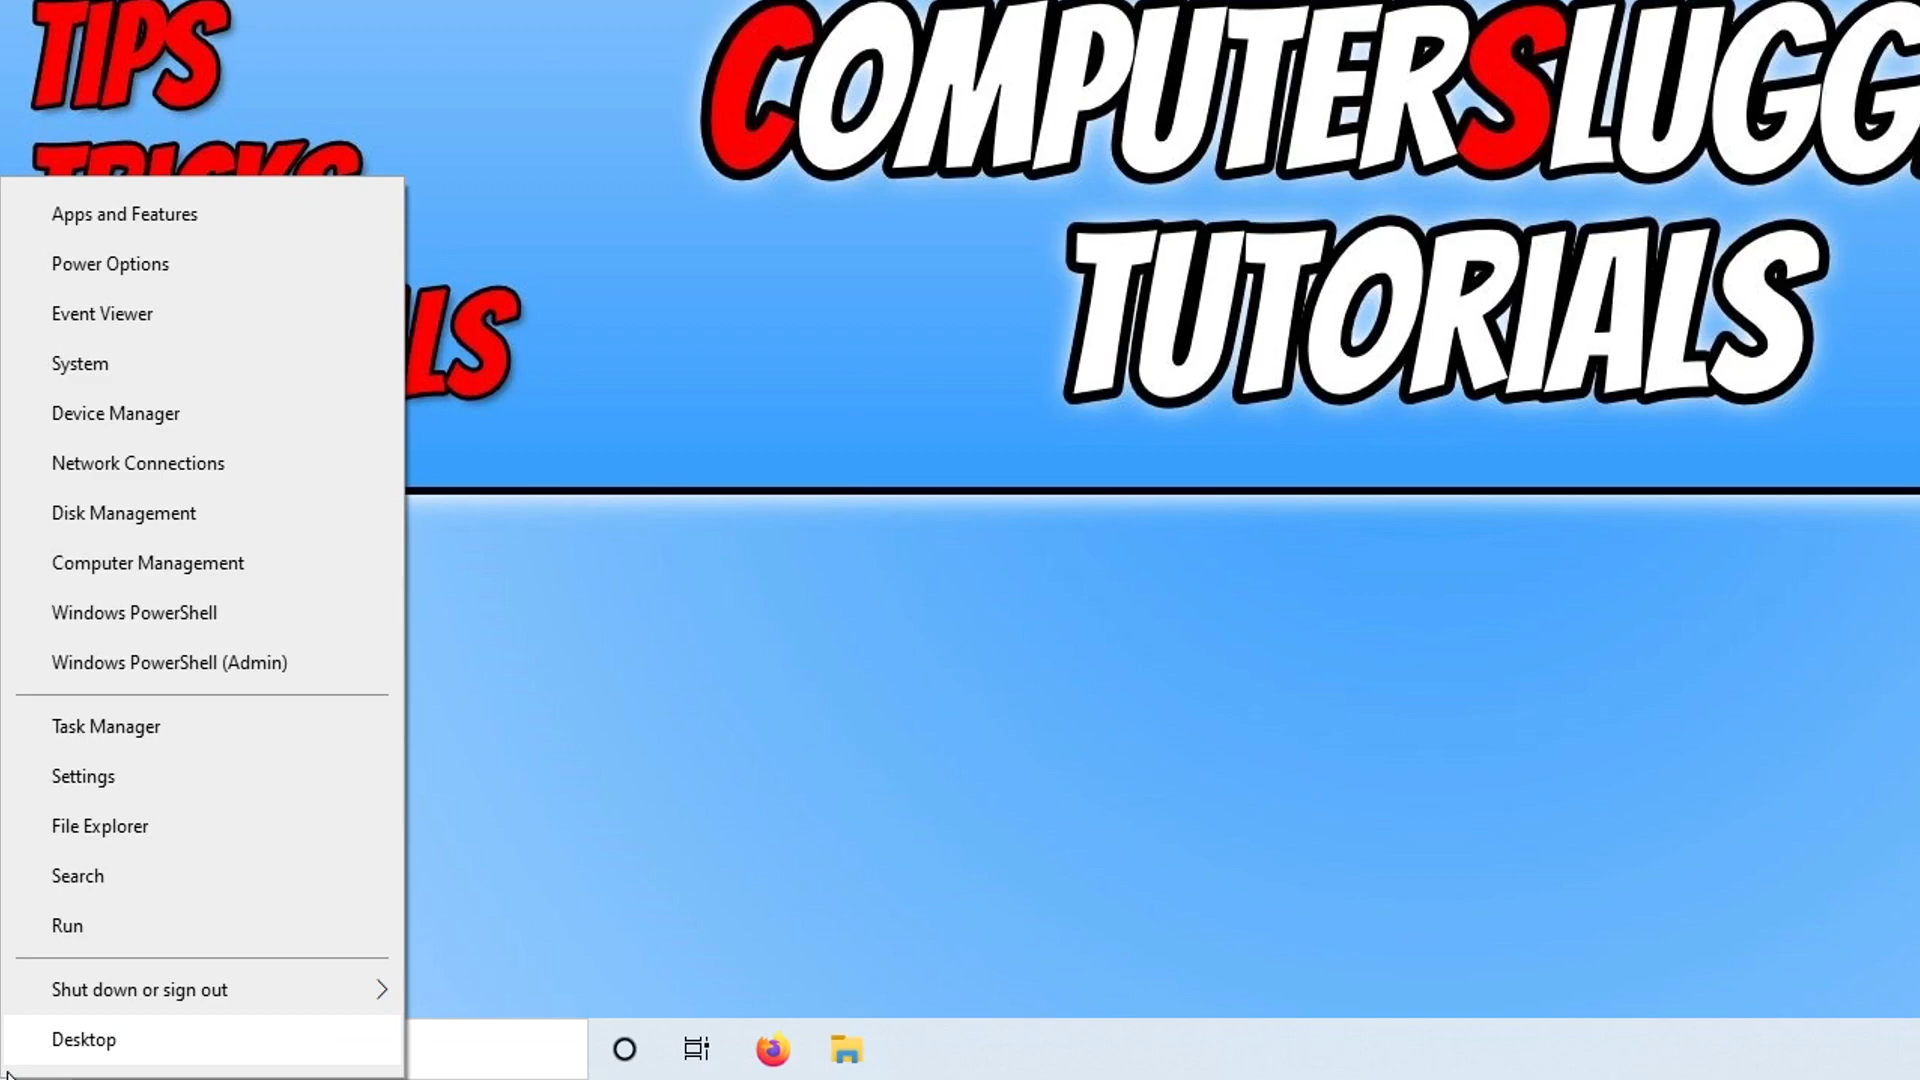 TIPS
TRICKS
LS
COMPUTERSLUGG
TUTORIALS
Apps and Features
Power Options
Event Viewer
System
Device Manager
Network Connections
Disk Management
Computer Management
Windows PowerShell
Windows PowerShell (Admin)
Task Manager
Settings
File Explorer
Search
Run
Shut down or sign out
Desktop